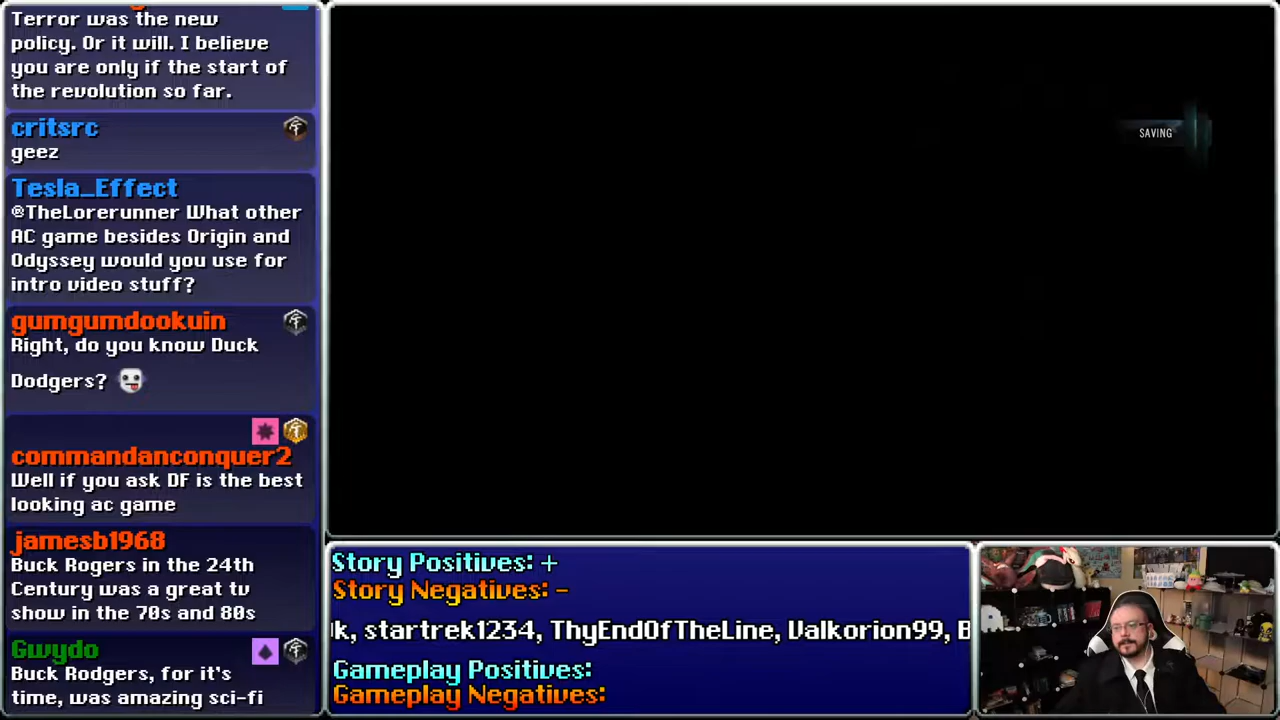 Terror was the new
policy. Or it will. I believe
you are only if the start of
the revolution so far.
critsrc
geez
Tesla_Effect
@TheLorerunner What other
AC game besides Origin and
Odyssey would you use for
intro video stuff?
gumgumdookuin
Right, do you know Duck
Dodgers?
commandanconquer2
Well if you ask DF is the best
looking ac game
jamesb1968
Buck Rogers in the 24th
Century was a great tv
show in the 70s and 80s
Gwydo
Buck Rodgers, for it's
time, was amazing sci-fi
SAVING
Story Positives: +
Story Negatives: -
k, startrek1234, ThyEndOfTheLine, Valkorion99, B
Gameplay Positives:
Gameplay Negatives: